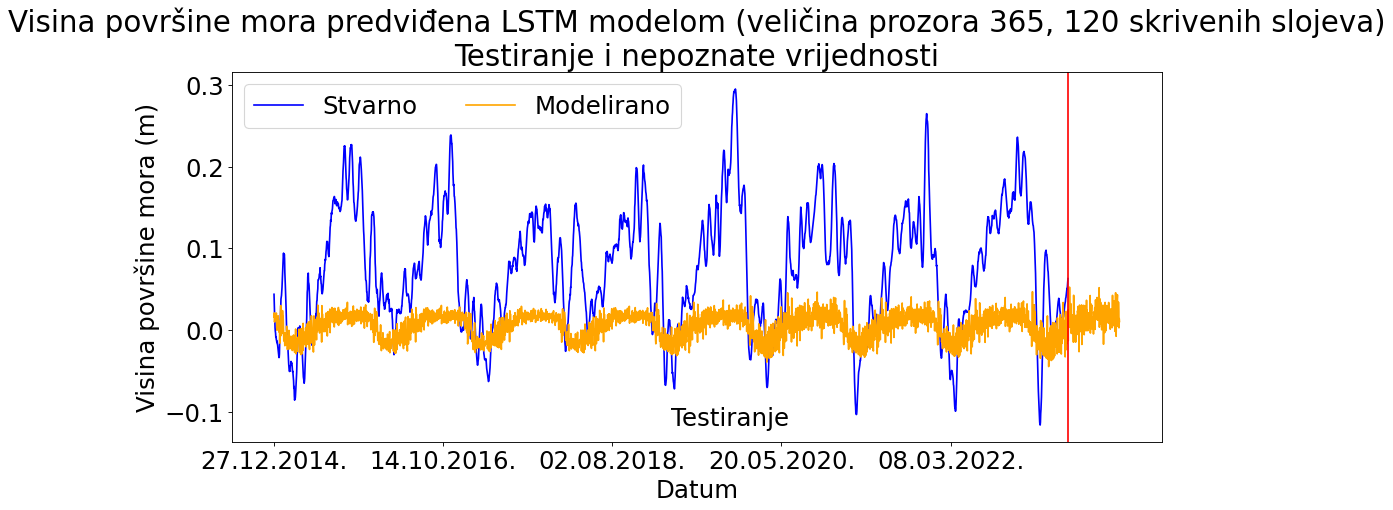 Visina površine mora predviđena LSTM modelom (veličina prozora 365, 120 skrivenih slojeva)
Testiranje i nepoznate vrijednosti
Stvarno
Modelirano
Visina površine mora (m)
0.3
0.2
0.1
0.0
−0.1
Testiranje
27.12.2014.
14.10.2016.
02.08.2018.
20.05.2020.
08.03.2022.
Datum